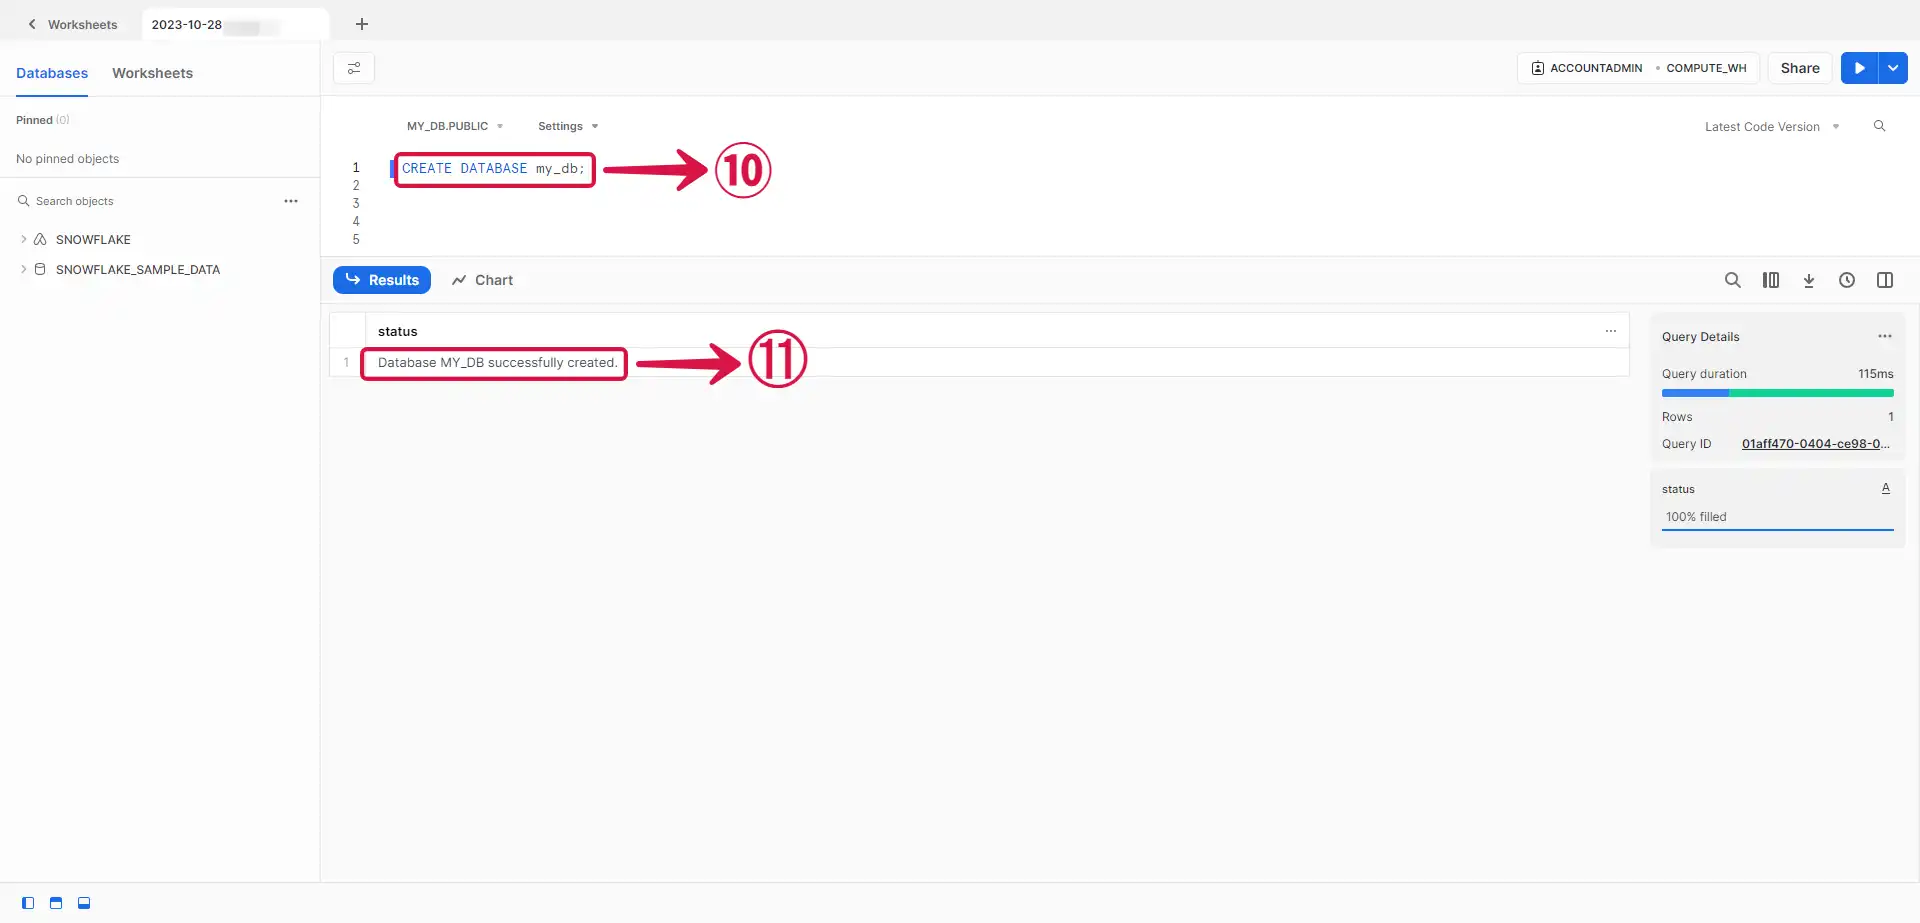 Worksheets
2023-10-28
Databases
Worksheets
ACCOUNTADMIN
COMPUTE_WH
Share
Pinned (0)
No pinned objects
Search objects
SNOWFLAKE
SNOWFLAKE_SAMPLE_DATA
MY_DB.PUBLIC
Settings
Latest Code Version
1
CREATE DATABASE my_db;
⑩
2
3
4
5
Results
Chart
status
1
Database MY_DB successfully created.
⑪
Query Details
Query duration
115ms
Rows
1
Query ID
01aff470-0404-ce98-0...
status
A
100% filled